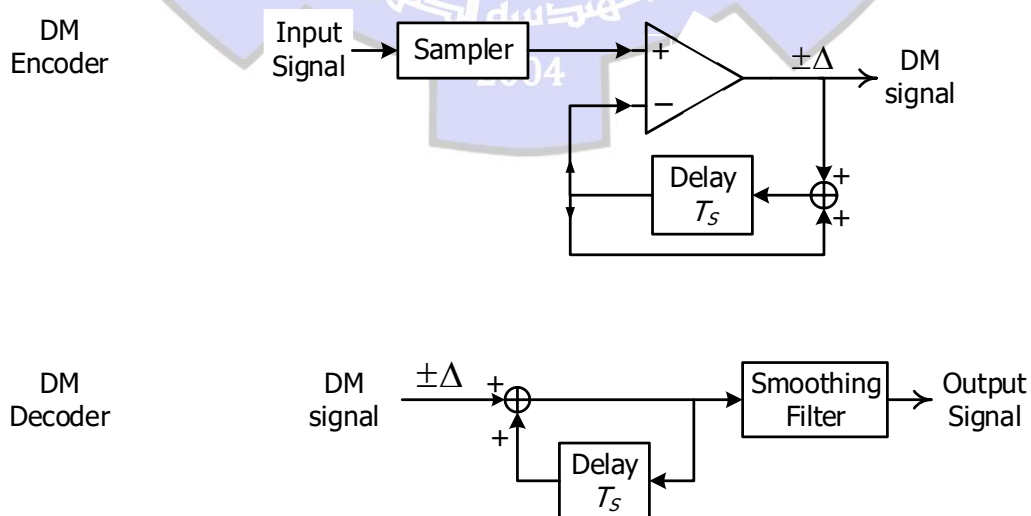 DM
Encoder
Input
Signal
Sampler
+
−
±Δ
DM
signal
2004
Delay
T_S
+
+
DM
Decoder
DM
signal
±Δ
+
+
Delay
T_S
Smoothing
Filter
Output
Signal